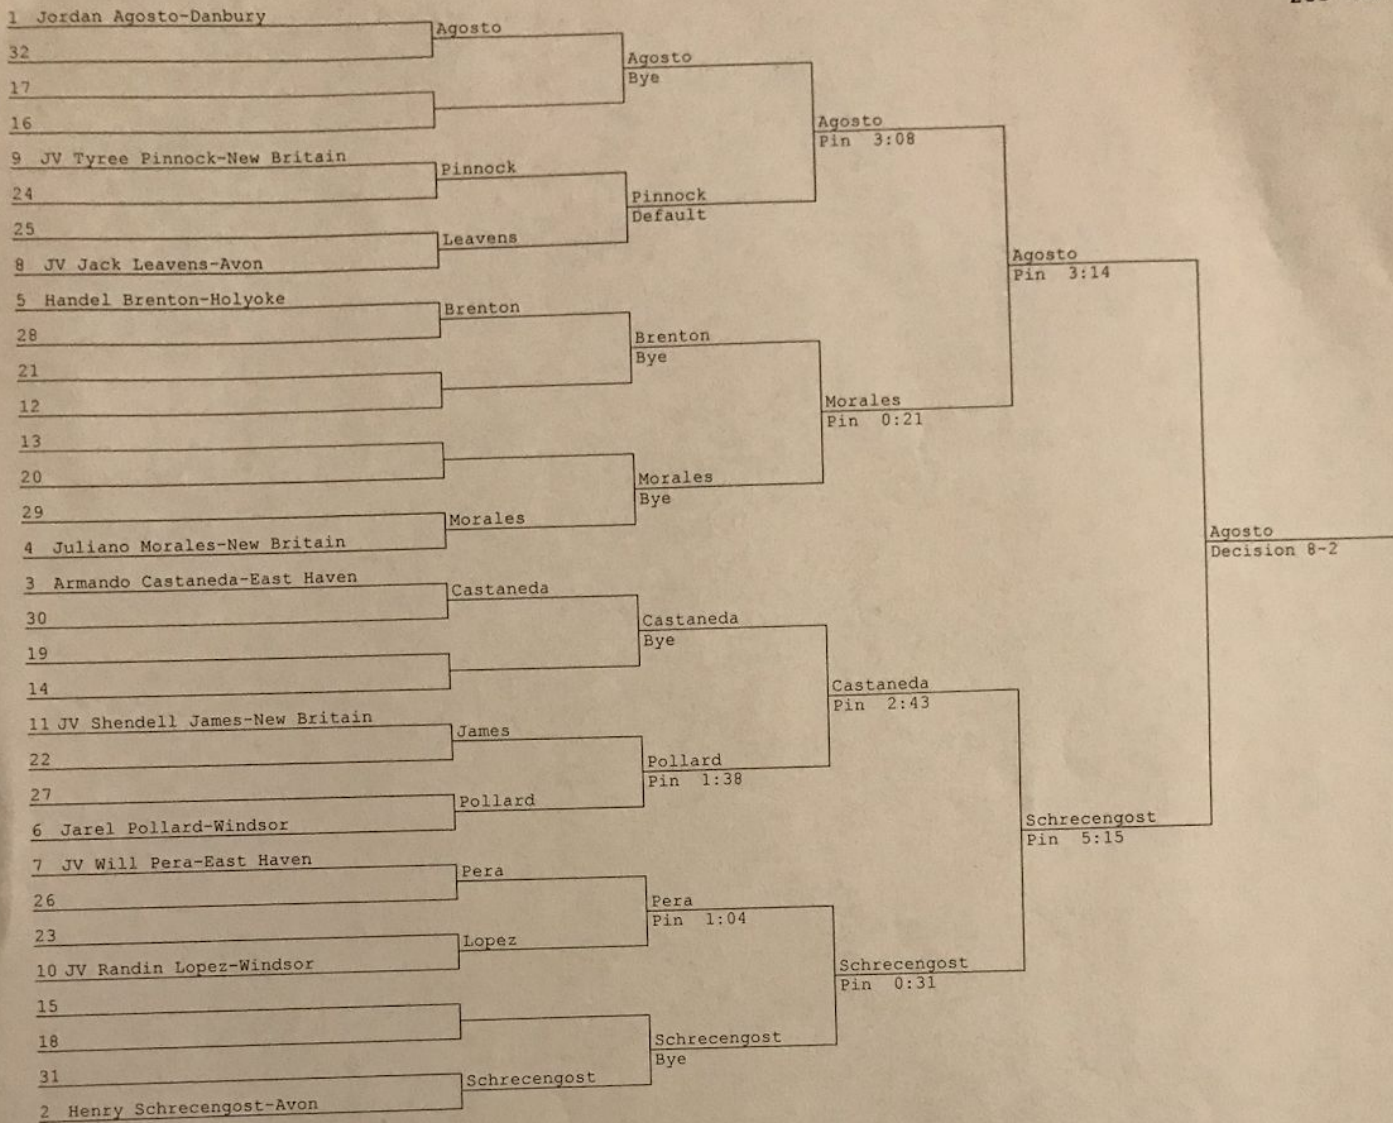 1 Jordan Agosto-Danbury
32
17
16
9 JV Tyree Pinnock-New Britain
24
25
8 JV Jack Leavens-Avon
5 Handel Brenton-Holyoke
28
21
12
13
20
29
4 Juliano Morales-New Britain
3 Armando Castaneda-East Haven
30
19
14
11 JV Shendell James-New Britain
22
27
6 Jarel Pollard-Windsor
7 JV Will Pera-East Haven
26
23
10 JV Randin Lopez-Windsor
15
18
31
2 Henry Schrecengost-Avon
Agosto
Pinnock
Leavens
Brenton
Morales
Castaneda
James
Pollard
Pera
Lopez
Schrecengost
Agosto
Bye
Pinnock
Default
Brenton
Bye
Morales
Bye
Castaneda
Bye
Pollard
Pin 1:38
Pera
Pin 1:04
Schrecengost
Bye
Agosto
Pin 3:08
Morales
Pin 0:21
Castaneda
Pin 2:43
Schrecengost
Pin 0:31
Agosto
Pin 3:14
Schrecengost
Pin 5:15
Agosto
Decision 8-2